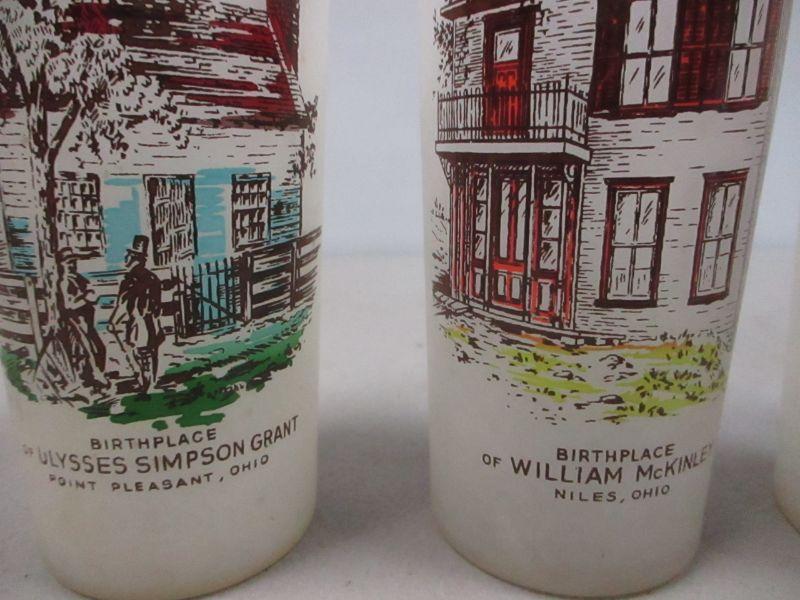 BIRTHPLACE
OF ULYSSES SIMPSON GRANT
POINT PLEASANT, OHIO
BIRTHPLACE
OF WILLIAM McKINLEY
NILES, OHIO